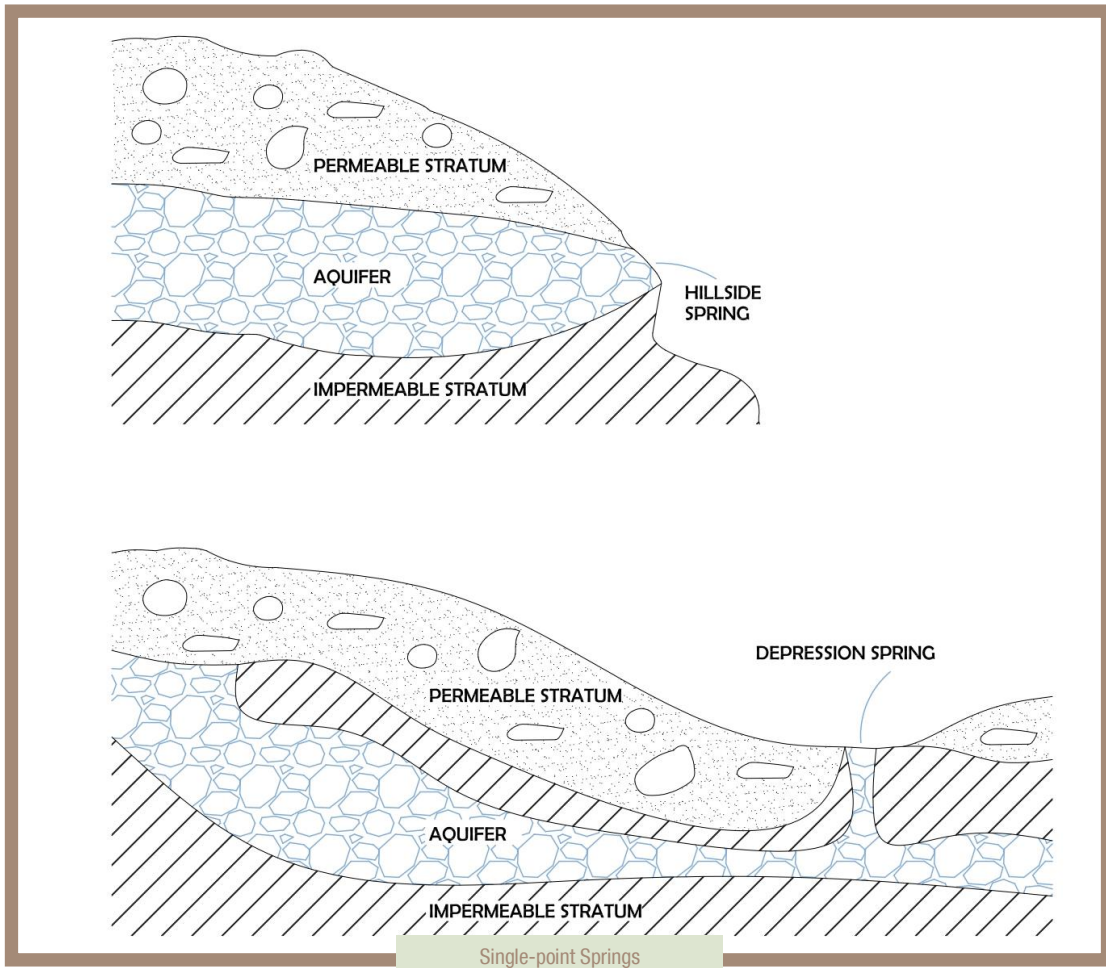 PERMEABLE STRATUM
AQUIFER
HILLSIDE
SPRING
IMPERMEABLE STRATUM
DEPRESSION SPRING
PERMEABLE STRATUM
AQUIFER
IMPERMEABLE STRATUM
Single-point Springs